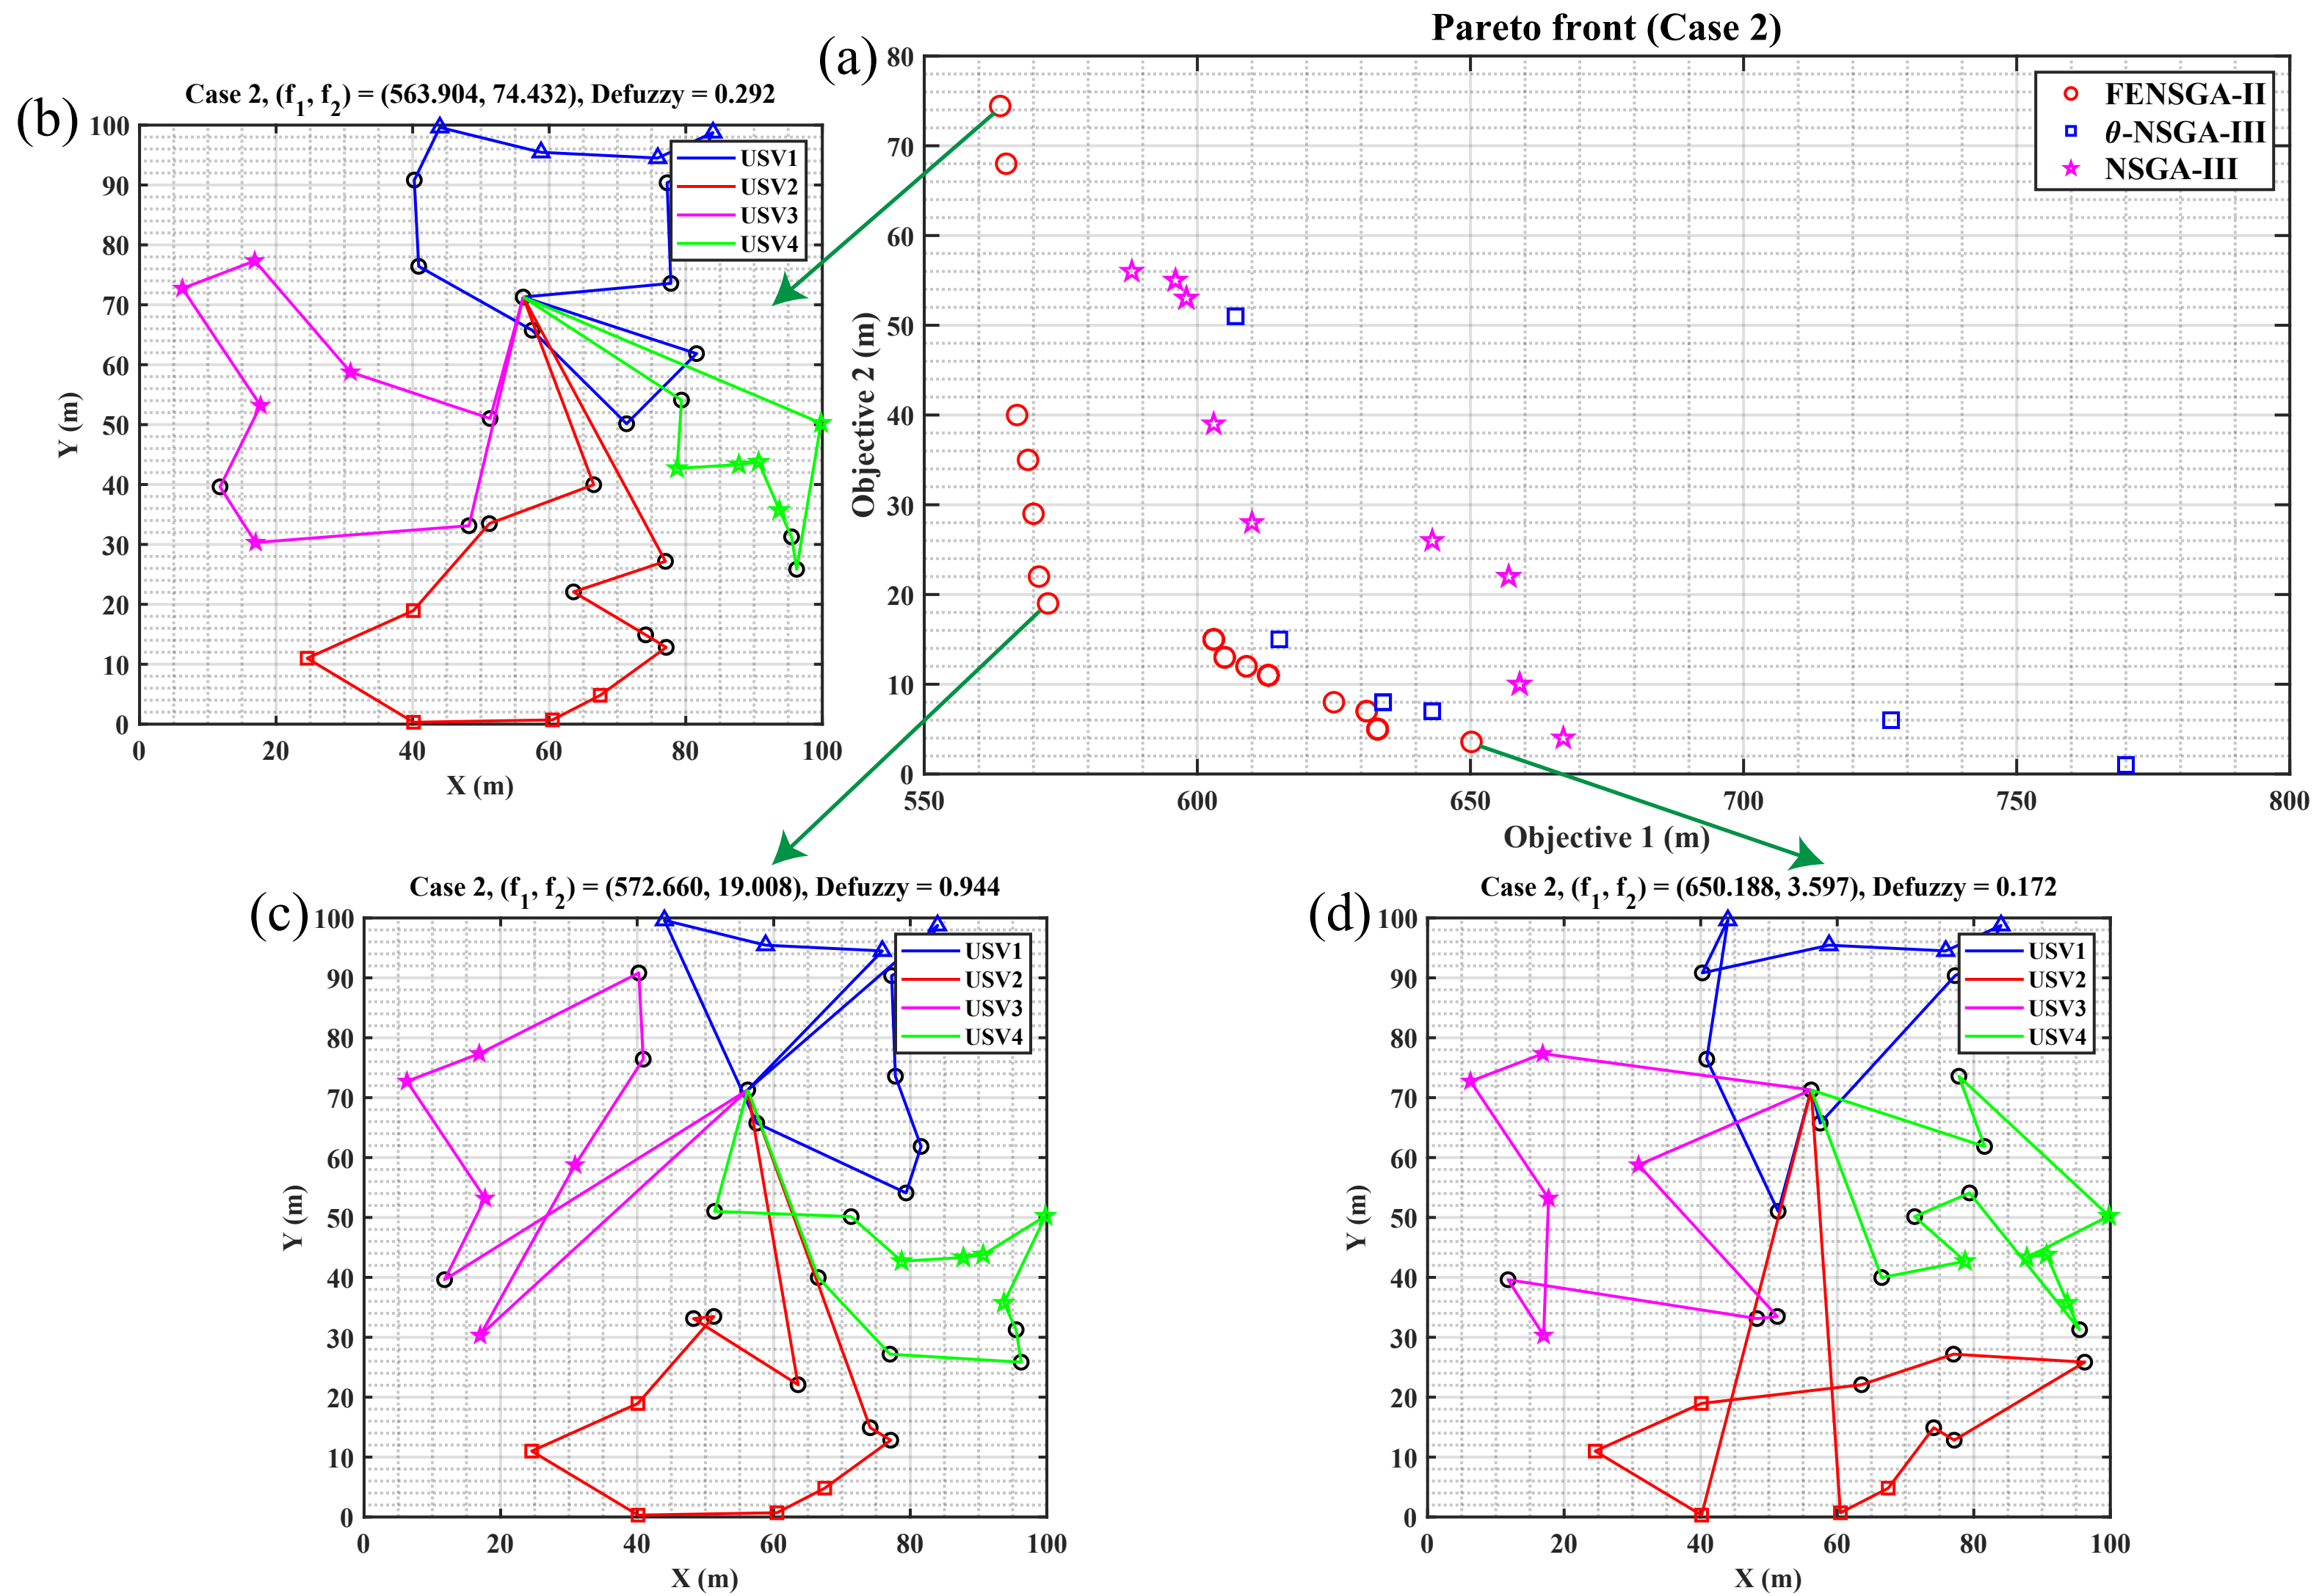 Pareto front (Case 2)
(a)
80
70
60
50
40
30
20
10
0
Objective 2 (m)
FENSGA-II
θ-NSGA-III
NSGA-III
550 600 650 700 750 800
Objective 1 (m)
(b)
Case 2, (f1, f2) = (563.904, 74.432), Defuzzy = 0.292
100
90
80
70
60
50
40
30
20
10
0
Y (m)
USV1
USV2
USV3
USV4
0 20 40 60 80 100
X (m)
(c)
Case 2, (f1, f2) = (572.660, 19.008), Defuzzy = 0.944
100
90
80
70
60
50
40
30
20
10
0
Y (m)
USV1
USV2
USV3
USV4
0 20 40 60 80 100
X (m)
(d)
Case 2, (f1, f2) = (650.188, 3.597), Defuzzy = 0.172
100
90
80
70
60
50
40
30
20
10
0
Y (m)
USV1
USV2
USV3
USV4
0 20 40 60 80 100
X (m)